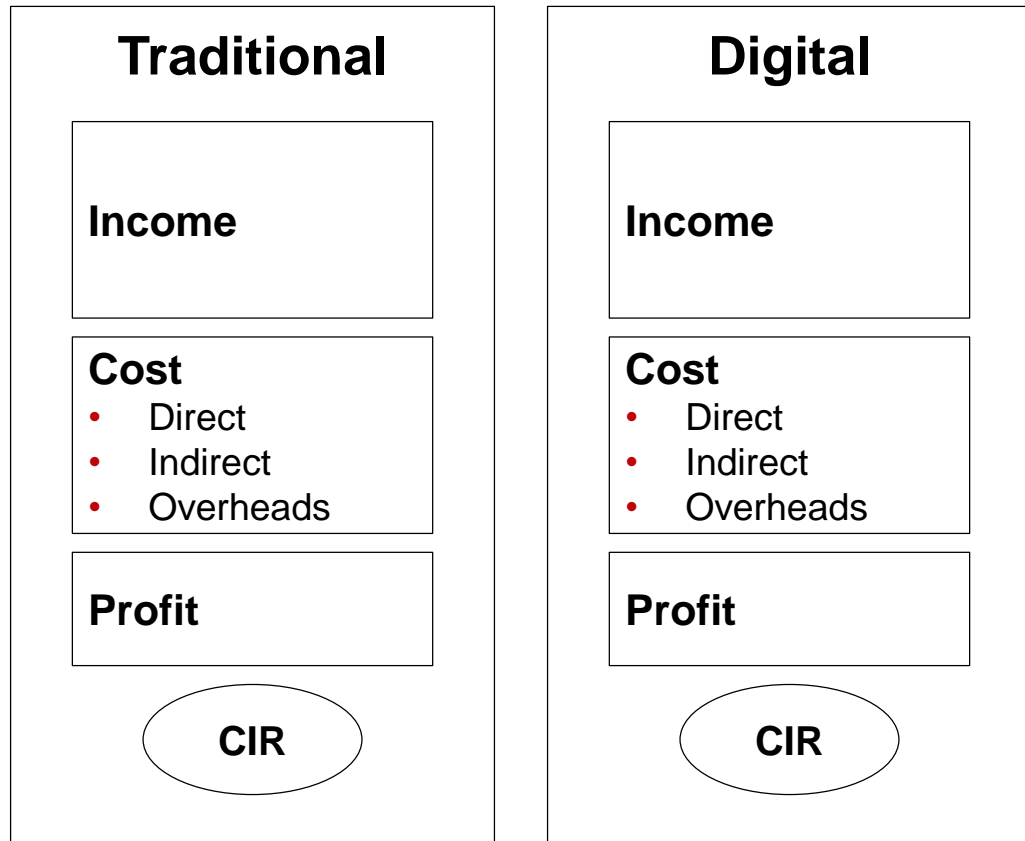 Traditional
Income
Cost
• Direct
• Indirect
• Overheads
Profit
CIR
Digital
Income
Cost
• Direct
• Indirect
• Overheads
Profit
CIR